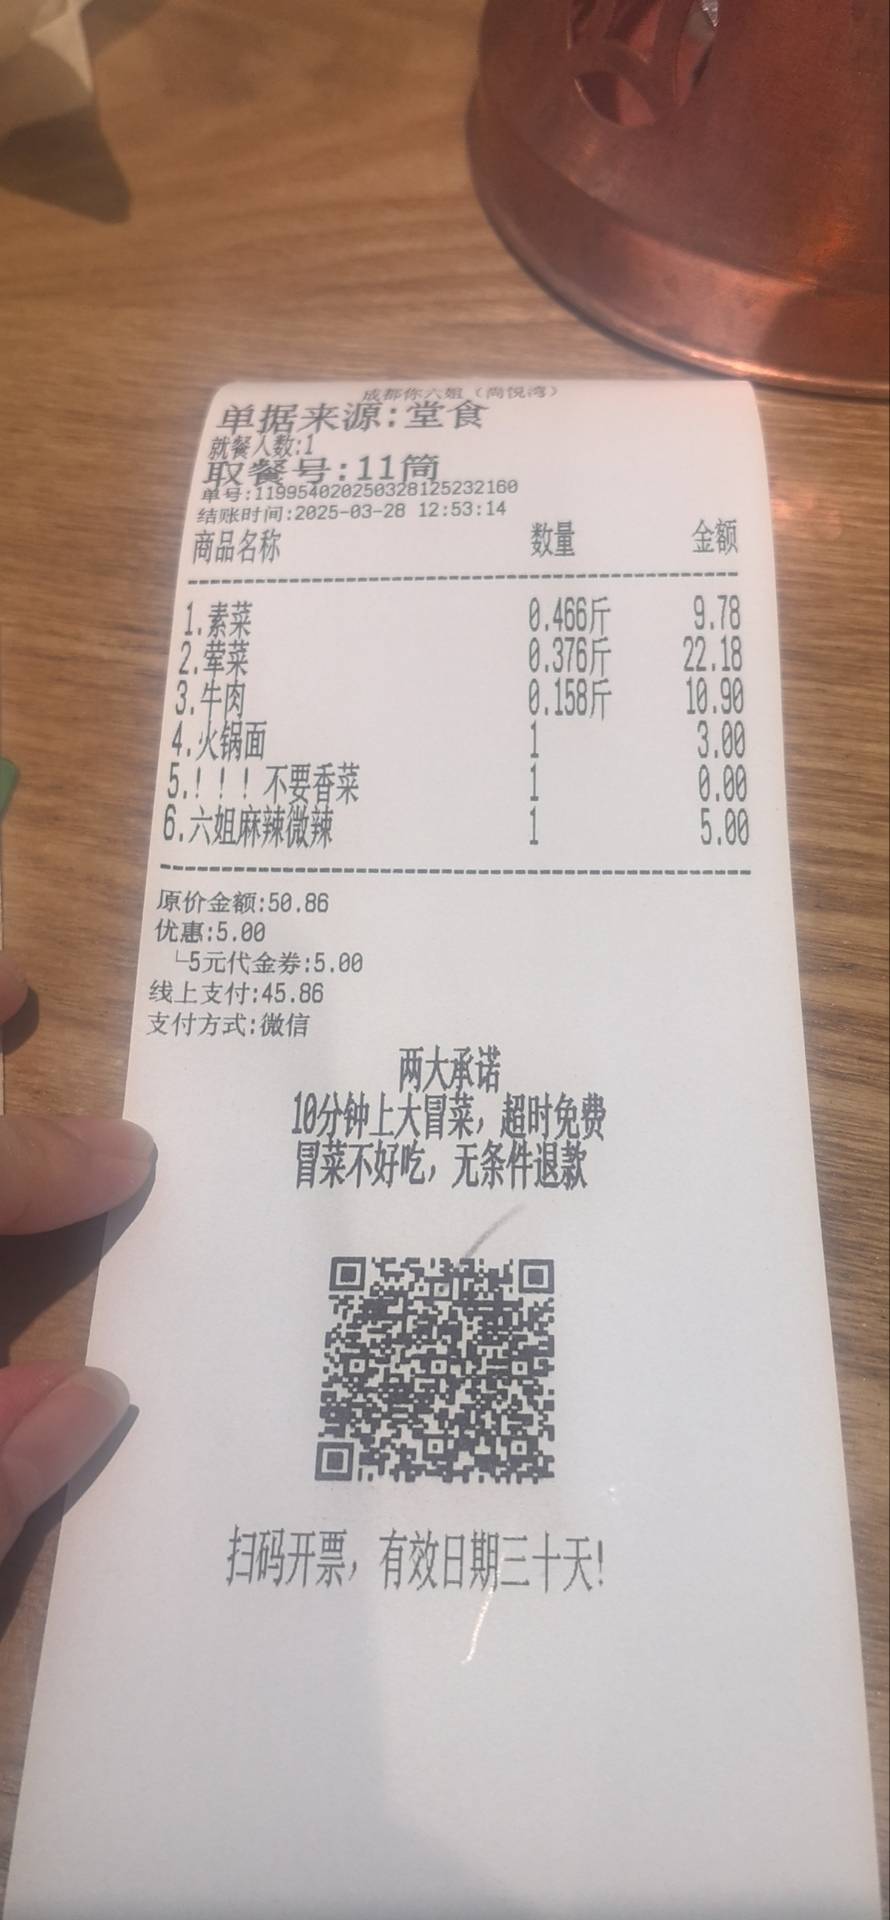 成都你六姐（尚悦湾）
单据来源:堂食
就餐人数:1
取餐号:11筒
单号:119954020250328125232160
结账时间:2025-03-28 12:53:14
商品名称 数量 金额
1.素菜 0.466斤 9.78
2.荤菜 0.376斤 22.18
3.牛肉 0.158斤 10.90
4.火锅面 1 3.00
5.！！！不要香菜 1 0.00
6.六姐麻辣微辣 1 5.00
原价金额:50.86
优惠:5.00
└5元代金券:5.00
线上支付:45.86
支付方式:微信
两大承诺
10分钟上大冒菜，超时免费
冒菜不好吃，无条件退款
扫码开票，有效日期三十天!